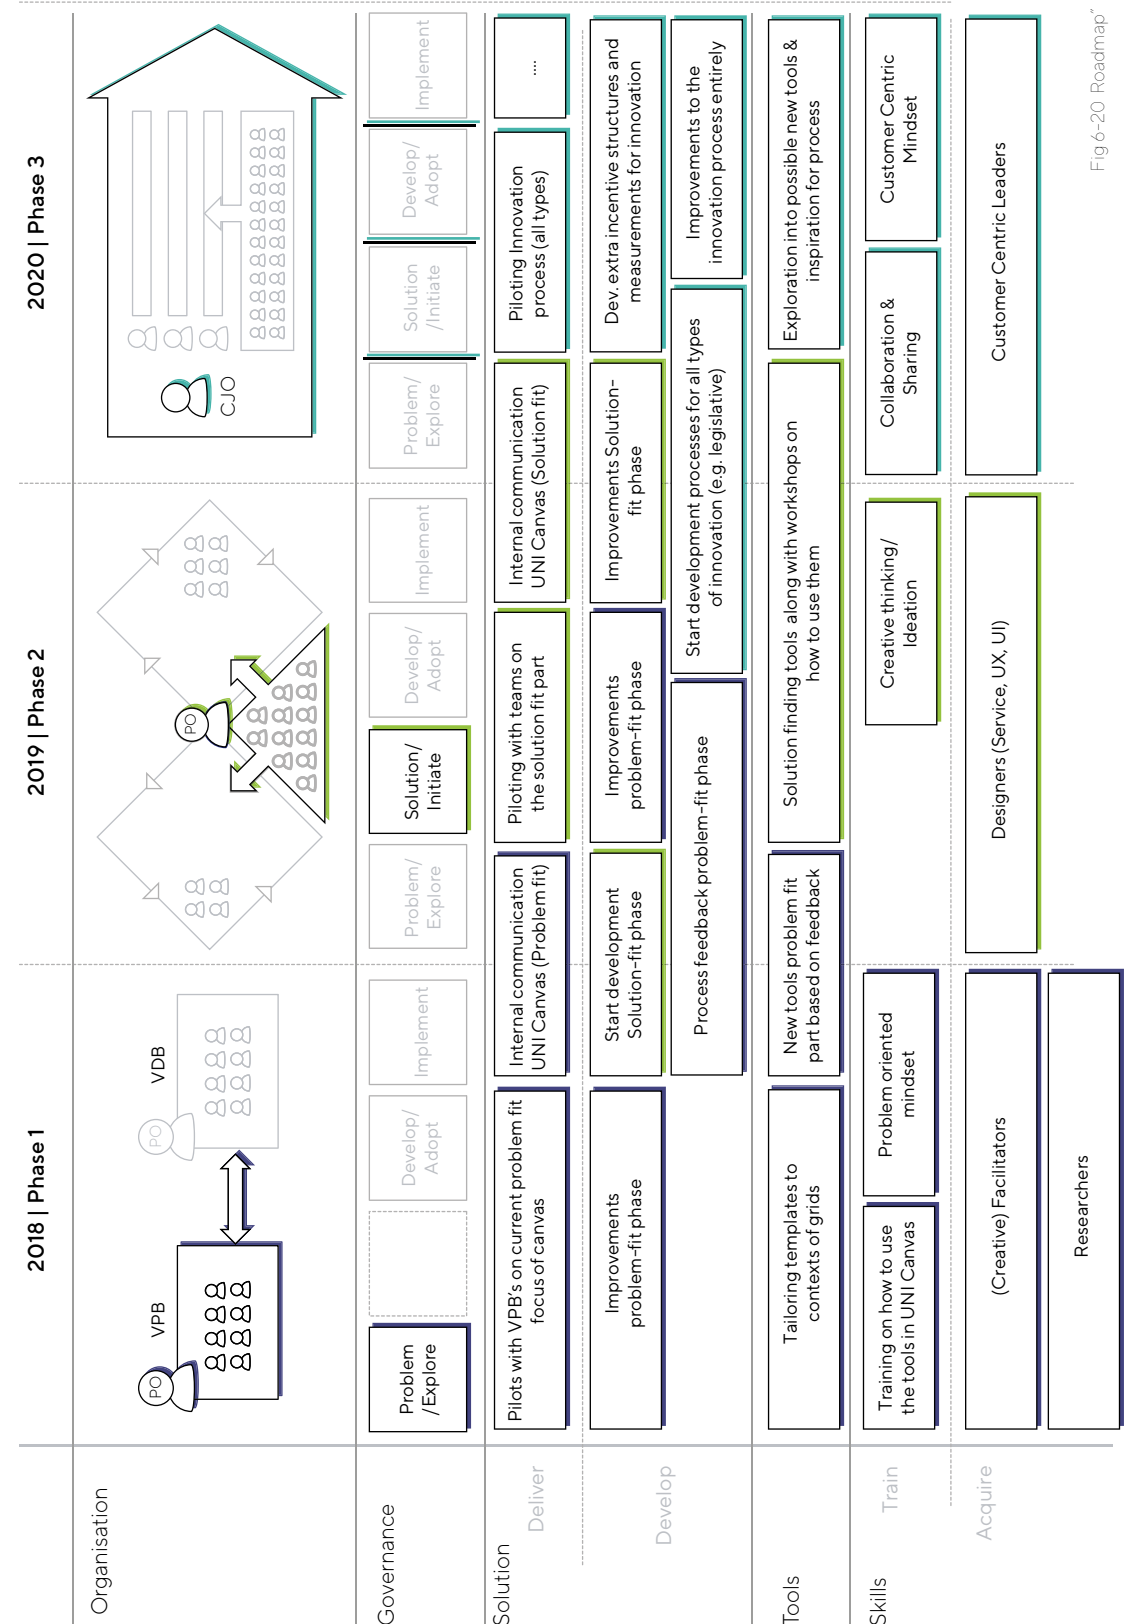 2018 | Phase 1
2019 | Phase 2
2020 | Phase 3
Organisation
VPB
PO
VDB
PO
PO
CJO
Governance
Problem
/Explore
Develop/
Adopt
Implement
Problem/
Explore
Solution/
Initiate
Develop/
Adopt
Implement
Problem/
Explore
Solution
/Initiate
Develop/
Adopt
Implement
Solution
Deliver
Pilots with VPB's on current problem fit
focus of canvas
Internal communication
UNI Canvas (Problem fit)
Piloting with teams on
the solution fit part
Internal communication
UNI Canvas (Solution fit)
Piloting Innovation
process (all types)
....
Develop
Improvements
problem-fit phase
Start development
Solution-fit phase
Improvements
problem-fit phase
Improvements Solution-
fit phase
Dev. extra incentive structures and
measurements for innovation
Process feedback problem-fit phase
Start development processes for all types
of innovation (e.g. legislative)
Improvements to the
innovation process entirely
Tools
Tailoring templates to
contexts of grids
New tools problem fit
part based on feedback
Solution finding tools along with workshops on
how to use them
Exploration into possible new tools &
inspiration for process
Skills
Train
Training on how to use
the tools in UNI Canvas
Problem oriented
mindset
Creative thinking/
Ideation
Collaboration &
Sharing
Customer Centric
Mindset
Acquire
(Creative) Facilitators
Designers (Service, UX, UI)
Customer Centric Leaders
Researchers
Fig 6-20 Roadmap"